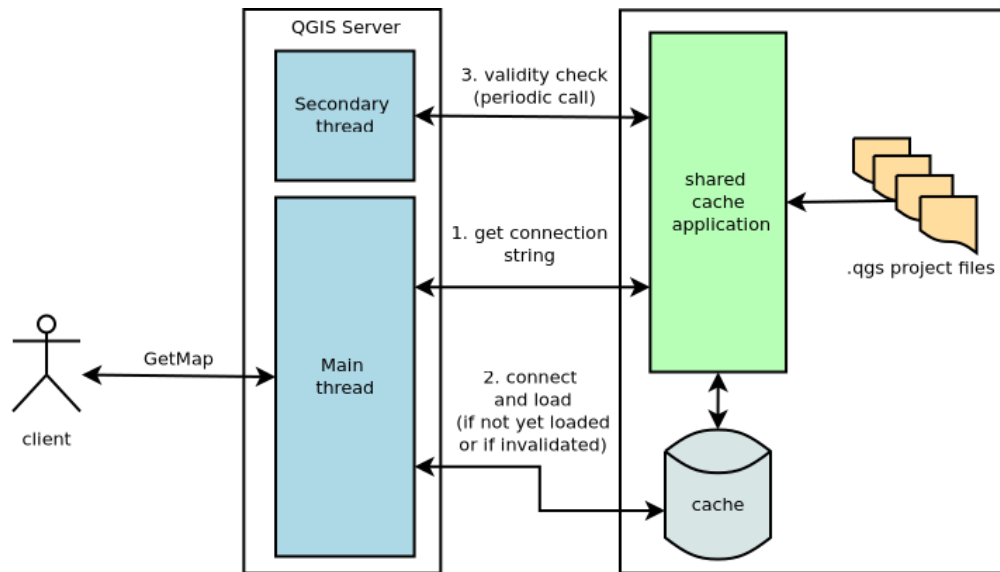 QGIS Server
Secondary
thread
3. validity check
(periodic call)
shared
cache
application
.qgs project files
1. get connection
string
GetMap
client
Main
thread
2. connect
and load
(if not yet loaded
or if invalidated)
cache